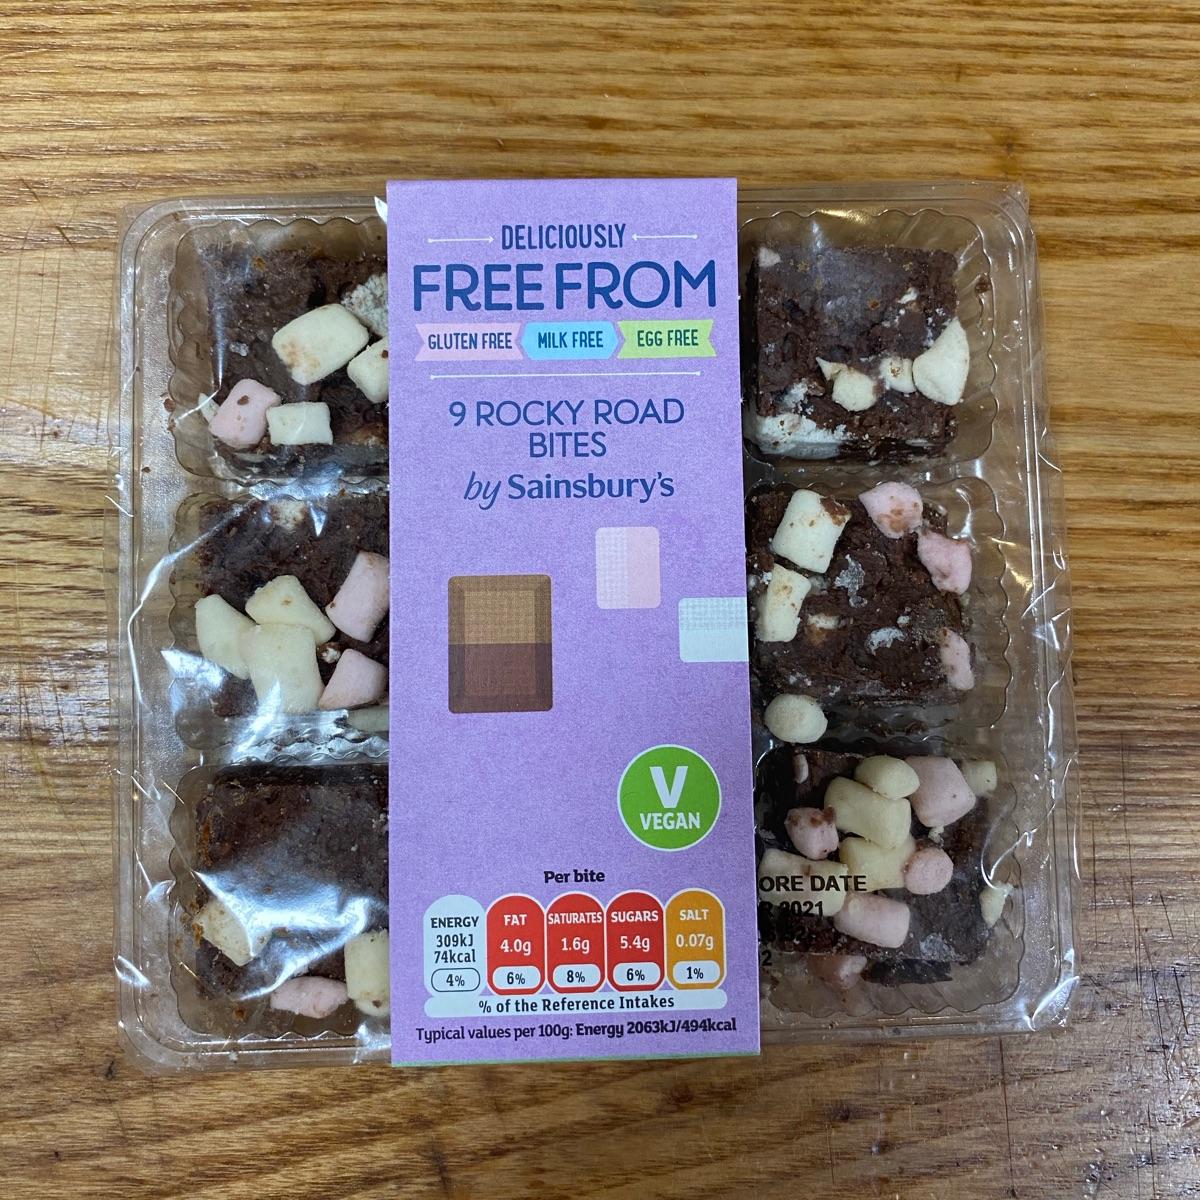 DELICIOUSLY
FREE FROM
GLUTEN FREE MILK FREE EGG FREE
9 ROCKY ROAD
BITES
by Sainsbury's
V
VEGAN
Per bite
ENERGY
309kJ
74kcal
4%
FAT
4.0g
6%
SATURATES
1.6g
8%
SUGARS
5.4g
6%
SALT
0.07g
1%
% of the Reference Intakes
Typical values per 100g: Energy 2063kJ/494kcal
ORE DATE
2021
2